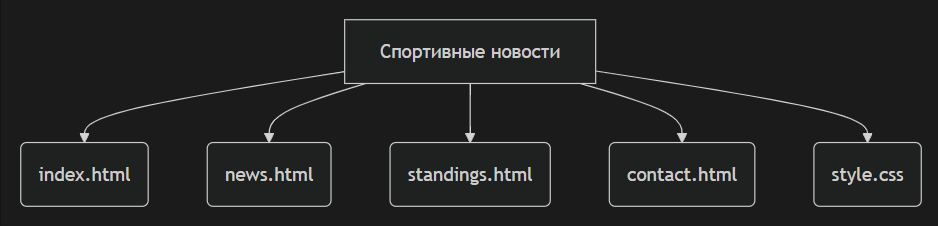 Спортивные новости
index.html
news.html
standings.html
contact.html
style.css